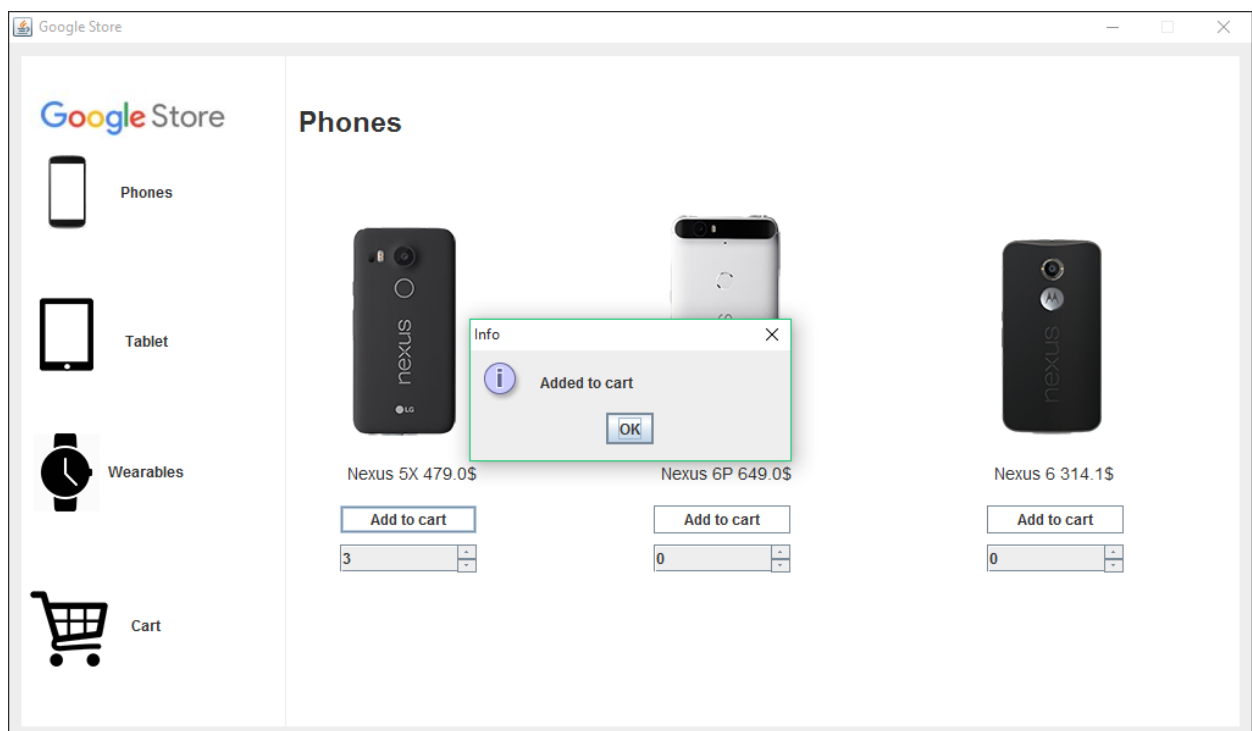 Google Store
Google Store
Phones
Phones
Tablet
Wearables
Cart
nexus
LG
nexus
Info
Added to cart
OK
Nexus 5X 479.0$
Nexus 6P 649.0$
Nexus 6 314.1$
Add to cart
Add to cart
Add to cart
3
0
0